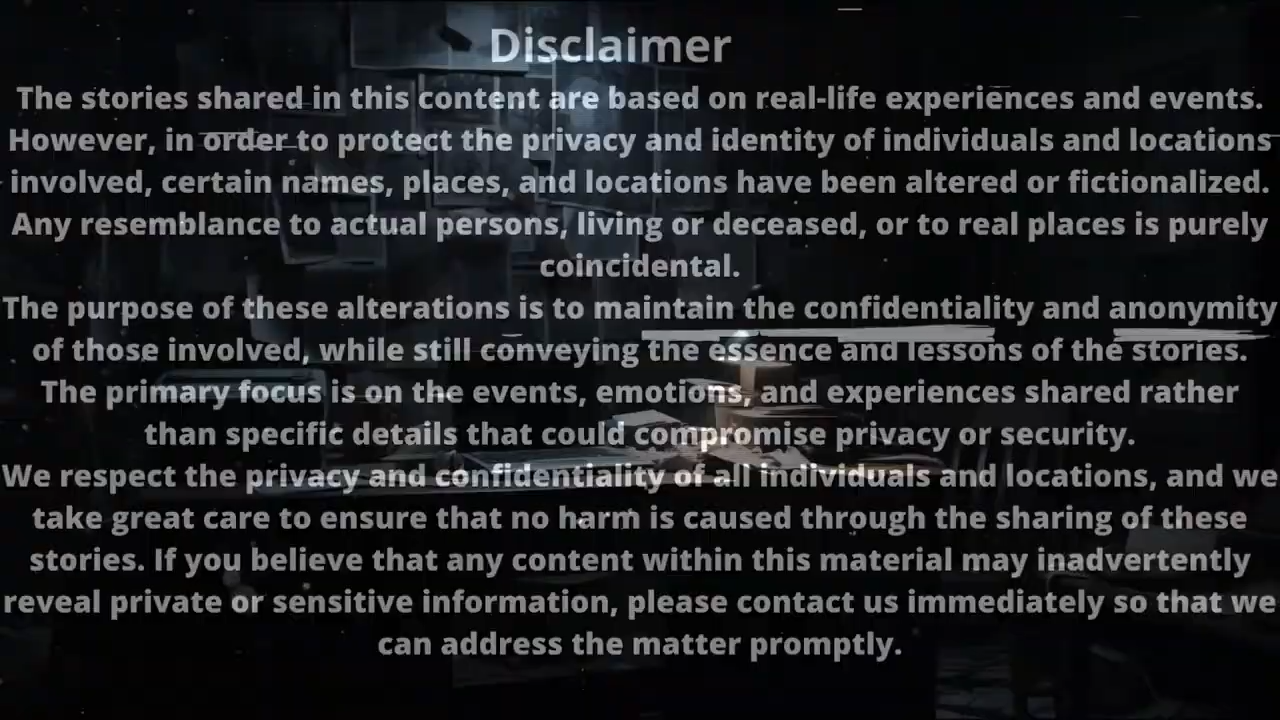 Disclaimer
The stories shared in this content are based on real-life experiences and events.
However, in order to protect the privacy and identity of individuals and locations
involved, certain names, places, and locations have been altered or fictionalized.
Any resemblance to actual persons, living or deceased, or to real places is purely
coincidental.
The purpose of these alterations is to maintain the confidentiality and anonymity
of those involved, while still conveying the essence and lessons of the stories.
The primary focus is on the events, emotions, and experiences shared rather
than specific details that could compromise privacy or security.
We respect the privacy and confidentiality of all individuals and locations, and we
take great care to ensure that no harm is caused through the sharing of these
stories. If you believe that any content within this material may inadvertently
reveal private or sensitive information, please contact us immediately so that we
can address the matter promptly.